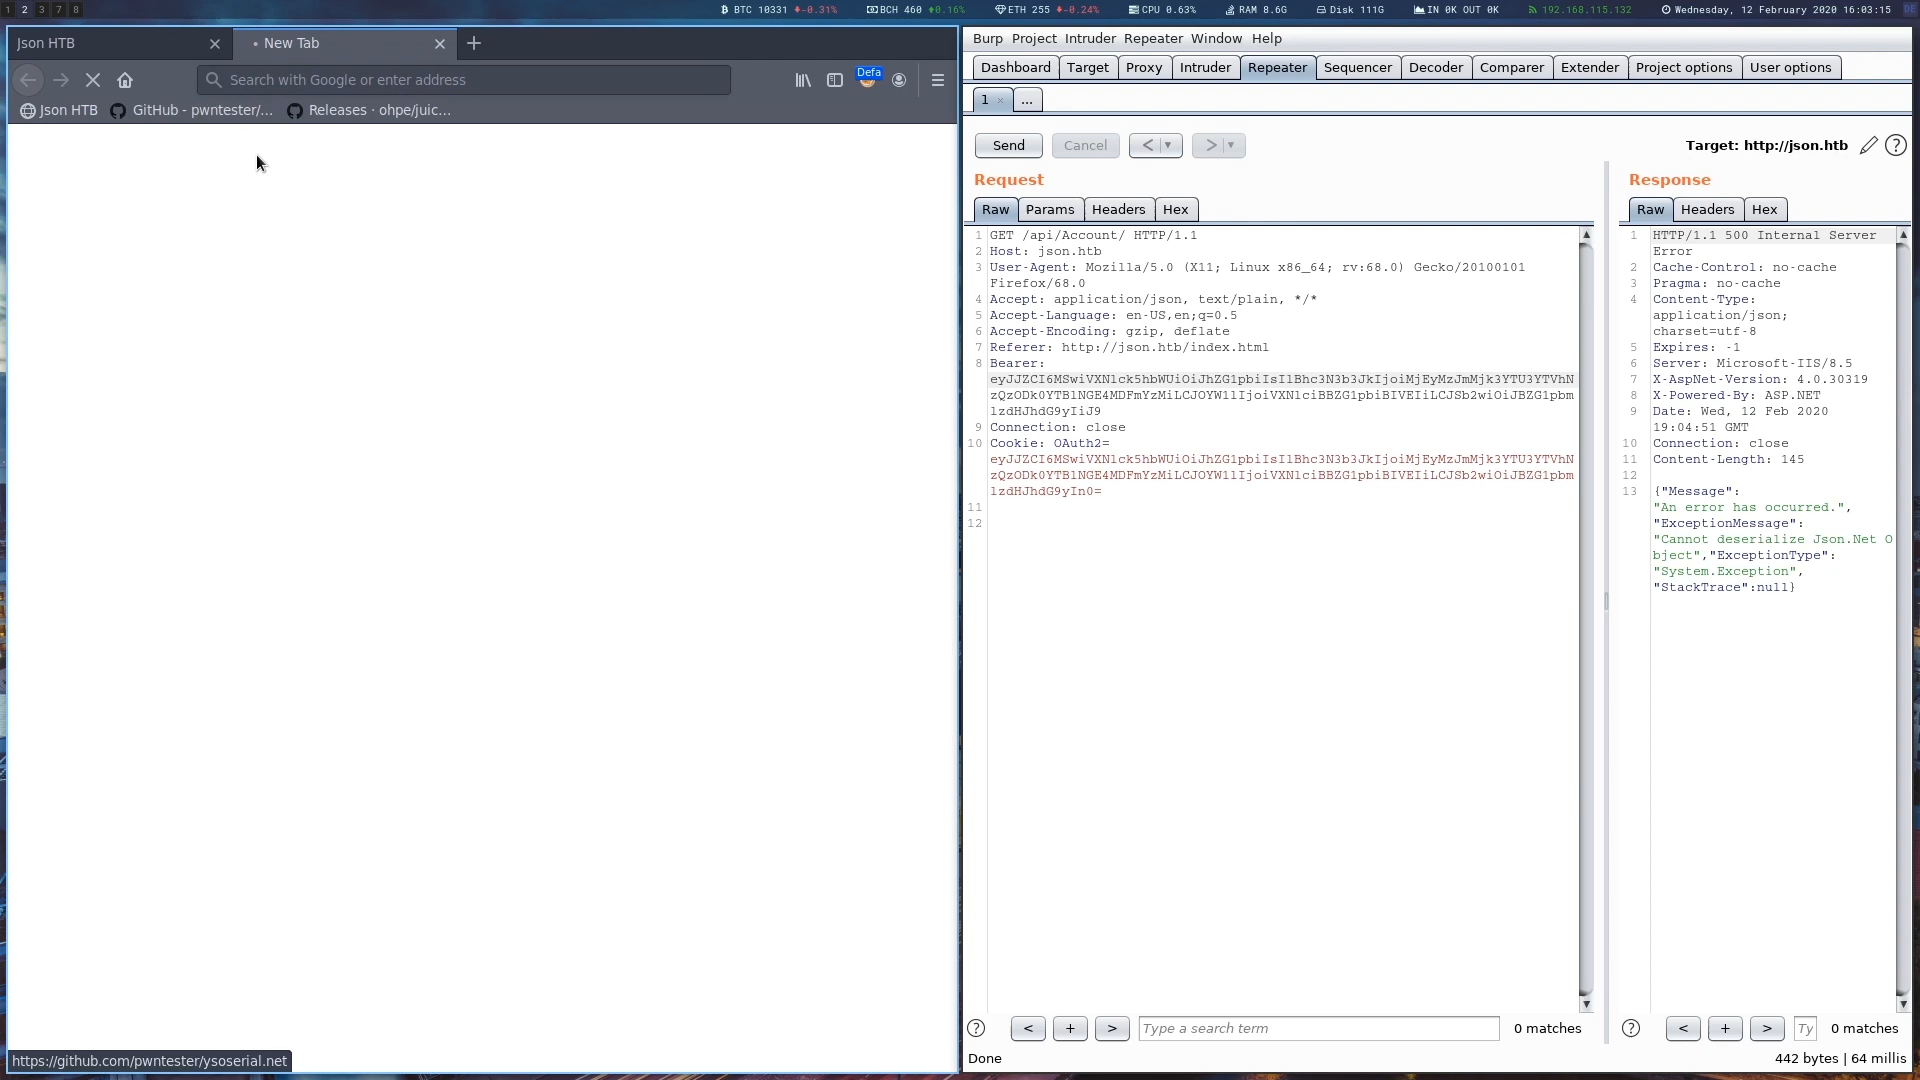 1 2 3 7 8
BTC 10331 -0.31%
BCH 460 +0.16%
ETH 255 -0.24%
CPU 0.63%
RAM 8.6G
Disk 111G
IN 0K OUT 0K
192.168.115.132
Wednesday, 12 February 2020 16:03:15
DE
Json HTB
• New Tab
Search with Google or enter address
Defa
Json HTB
GitHub - pwntester/...
Releases · ohpe/juic...
https://github.com/pwntester/ysoserial.net
Burp Project Intruder Repeater Window Help
Dashboard Target Proxy Intruder Repeater Sequencer Decoder Comparer Extender Project options User options
1 × ...
Send Cancel < > Target: http://json.htb ?
Request
Raw Params Headers Hex
1 GET /api/Account/ HTTP/1.1
2 Host: json.htb
3 User-Agent: Mozilla/5.0 (X11; Linux x86_64; rv:68.0) Gecko/20100101
Firefox/68.0
4 Accept: application/json, text/plain, */*
5 Accept-Language: en-US,en;q=0.5
6 Accept-Encoding: gzip, deflate
7 Referer: http://json.htb/index.html
8 Bearer:
eyJJZCI6MSwiVXNlck5hbWUiOiJhZG1pbiIsIlBhc3N3b3JkIjoiMjEyMzJmMjk3YTU3YTVhN
zQzODk0YTBlNGE4MDFmYzMiLCJOYW1lIjoiVXNlciBBZG1pbiBIVEIiLCJSb2wiOiJBZG1pbm
lzdHJhdG9yIiJ9
9 Connection: close
10 Cookie: OAuth2=
eyJJZCI6MSwiVXNlck5hbWUiOiJhZG1pbiIsIlBhc3N3b3JkIjoiMjEyMzJmMjk3YTU3YTVhN
zQzODk0YTBlNGE4MDFmYzMiLCJOYW1lIjoiVXNlciBBZG1pbiBIVEIiLCJSb2wiOiJBZG1pbm
lzdHJhdG9yIn0=
11
12
? < + > Type a search term 0 matches
Done
Response
Raw Headers Hex
1 HTTP/1.1 500 Internal Server
Error
2 Cache-Control: no-cache
3 Pragma: no-cache
4 Content-Type:
application/json;
charset=utf-8
5 Expires: -1
6 Server: Microsoft-IIS/8.5
7 X-AspNet-Version: 4.0.30319
8 X-Powered-By: ASP.NET
9 Date: Wed, 12 Feb 2020
19:04:51 GMT
10 Connection: close
11 Content-Length: 145
12
13 {"Message":
"An error has occurred.",
"ExceptionMessage":
"Cannot deserialize Json.Net O
bject","ExceptionType":
"System.Exception",
"StackTrace":null}
? < + > Ty 0 matches
442 bytes | 64 millis